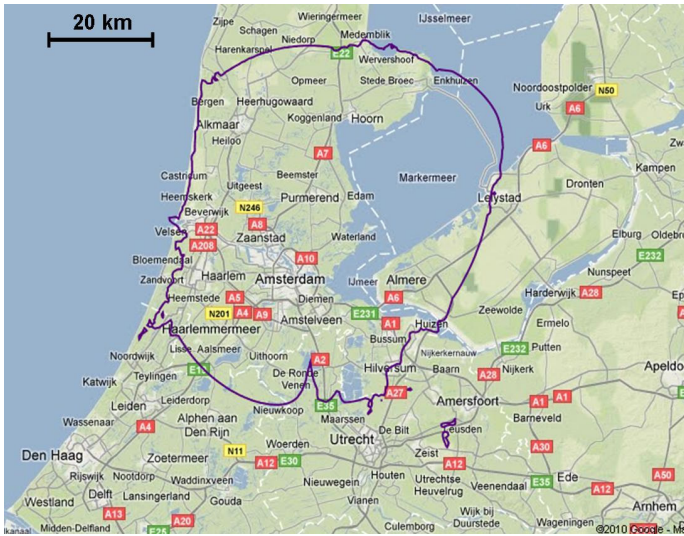 20 km
Zijpe
Wieringermeer
IJsselmeer
Schagen
Medemblik
Niedorp
Harenkarspel
E22
Wervershoof
Opmeer
Stede Broec
Enkhuizen
Noordoostpolder
N50
Bergen
Heerhugowaard
Urk
A6
Koggenland
Hoorn
Alkmaar
Heiloo
A7
A6
Castricum
Beemster
Markermeer
Kampen
Uitgeest
Dronten
Heemskerk
Purmerend
Edam
Lelystad
Beverwijk
N246
A8
Velsen
A22
Zaanstad
Waterland
Elburg
Oldebro
A208
Bloemendaal
A10
E232
Nunspeet
Zandvoort
Haarlem
Amsterdam
IJmeer
Almere
Harderwijk
A28
Heemstede
A5
Diemen
A6
Zeewolde
N201
A4
A9
Amstelveen
E231
A1
Huizen
Ermelo
Haarlemmermeer
Bussum
Lisse
Aalsmeer
Uithoorn
A2
Nijkerkernauw
E232
Putten
Noordwijk
Teylingen
De Ronde
Venen
Hilversum
Baarn
A28
Nijkerk
Apeldo
Katwijk
Leiden
Leiderdorp
Nieuwkoop
E35
A27
Amersfoort
A1
A1
Wassenaar
A4
Alphen aan
Den Rijn
Maarssen
De Bilt
Leusden
Barneveld
Utrecht
A30
Den Haag
N11
Woerden
Zeist
Zoetermeer
A12
E30
A12
Rijswijk
Nootdorp
Waddinxveen
Houten
Utrechtse
Heuvelrug
Veenendaal
E35
Ede
A50
Westland
Delft
Lansingerland
Nieuwegein
A12
Gouda
Vianen
A13
Wijk bij
Duurstede
Arnhem
A20
Midden-Delfland
E25
Culemborg
Wageningen
©2010 Google - Ma